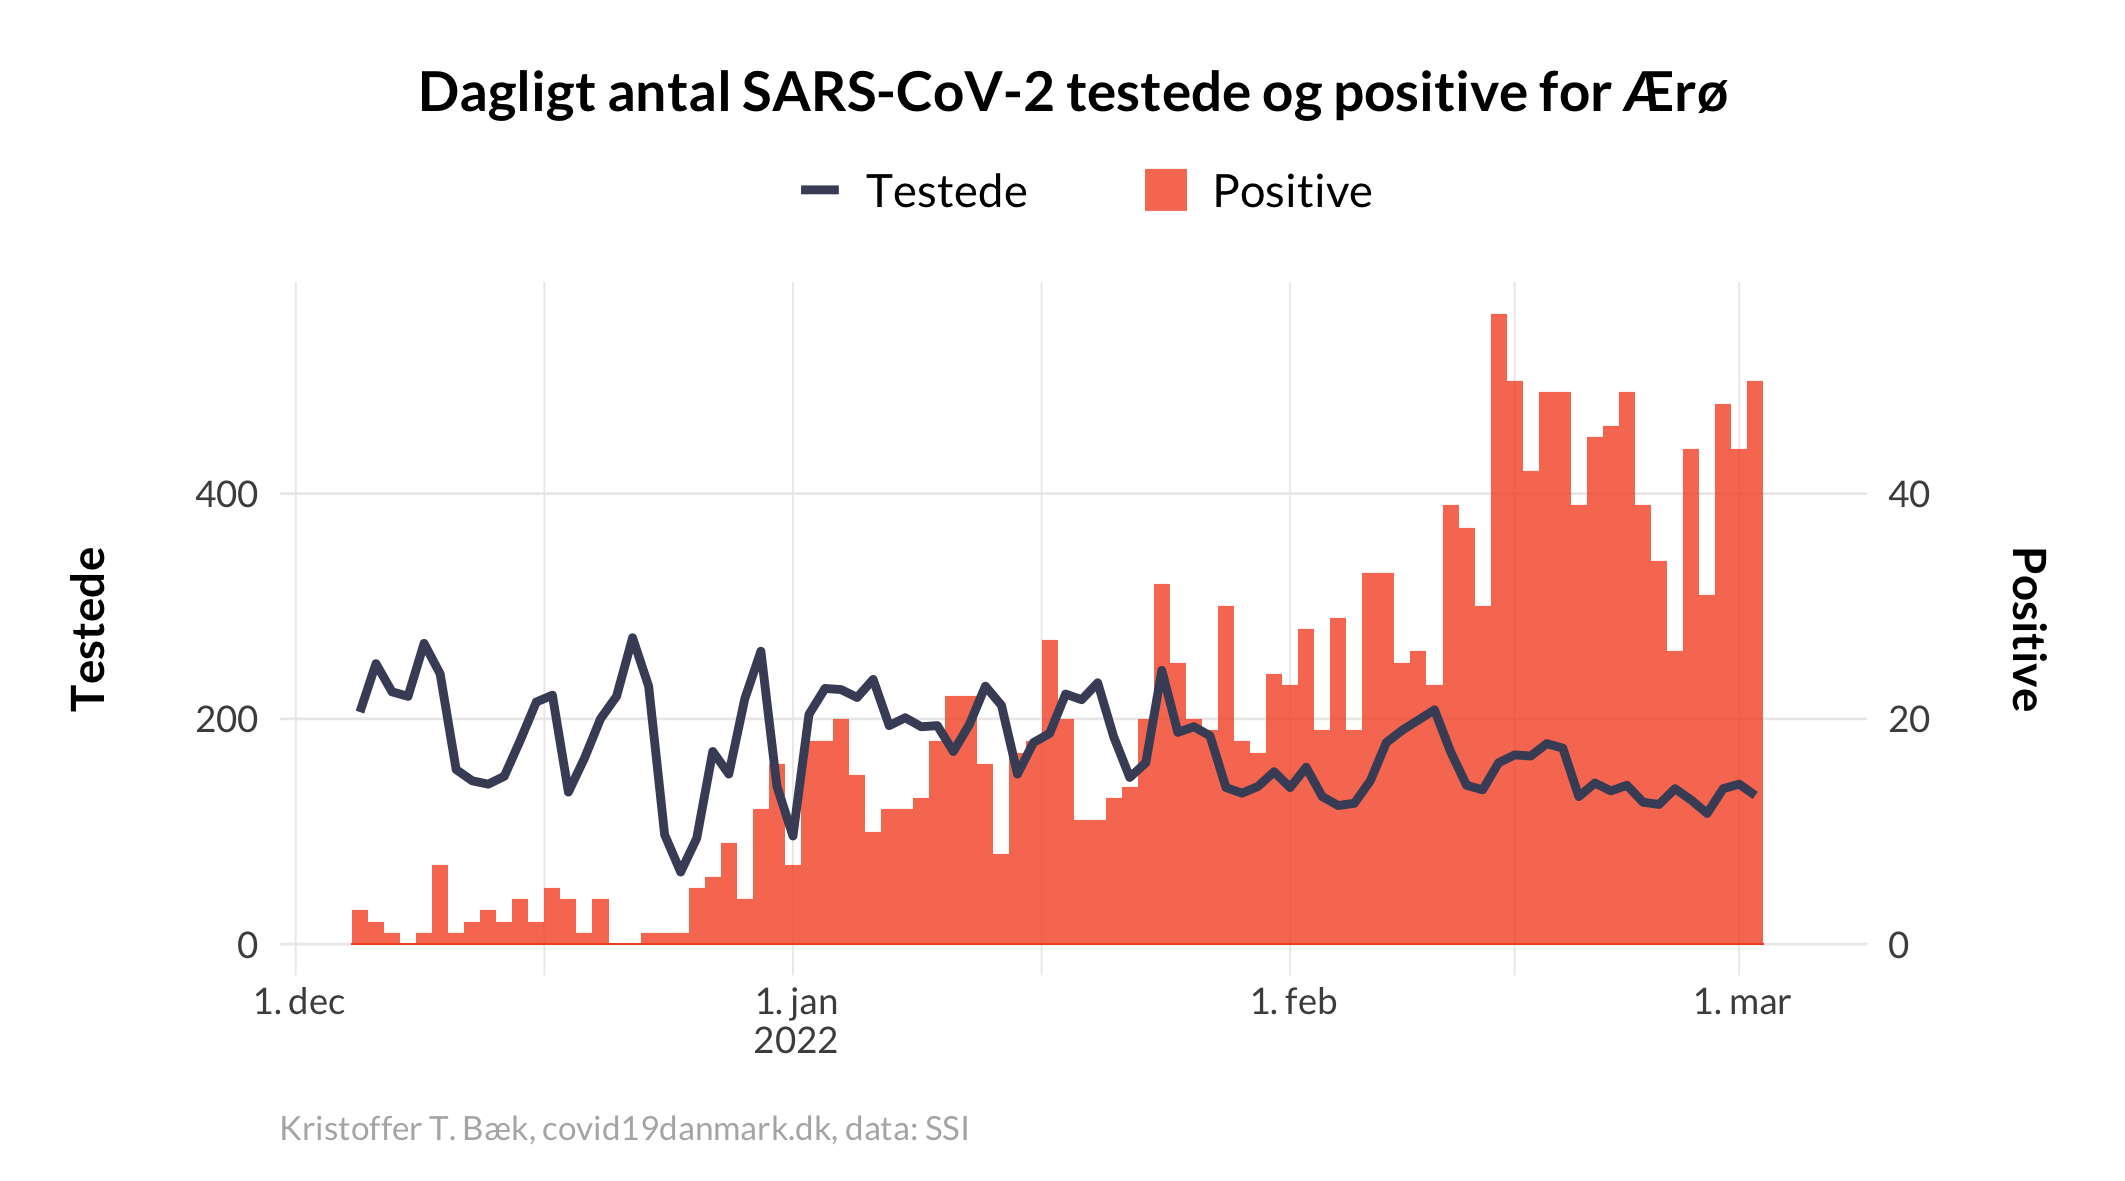 Dagligt antal SARS-CoV-2 testede og positive for Ærø
Testede
Positive
Testede
400
200
0
40
20
0
Positive
1. dec
1. jan
2022
1. feb
1. mar
Kristoffer T. Bæk, covid19danmark.dk, data: SSI